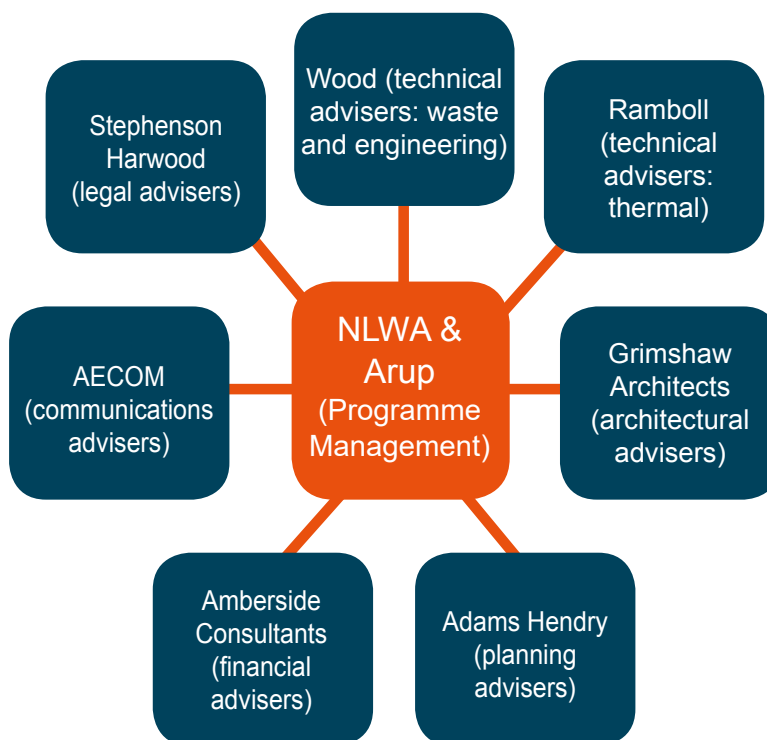 Wood (technical
advisers: waste
and engineering)
Stephenson
Harwood
(legal advisers)
Ramboll
(technical
advisers:
thermal)
NLWA &
Arup
(Programme
Management)
AECOM
(communications
advisers)
Grimshaw
Architects
(architectural
advisers)
Amberside
Consultants
(financial
advisers)
Adams Hendry
(planning
advisers)